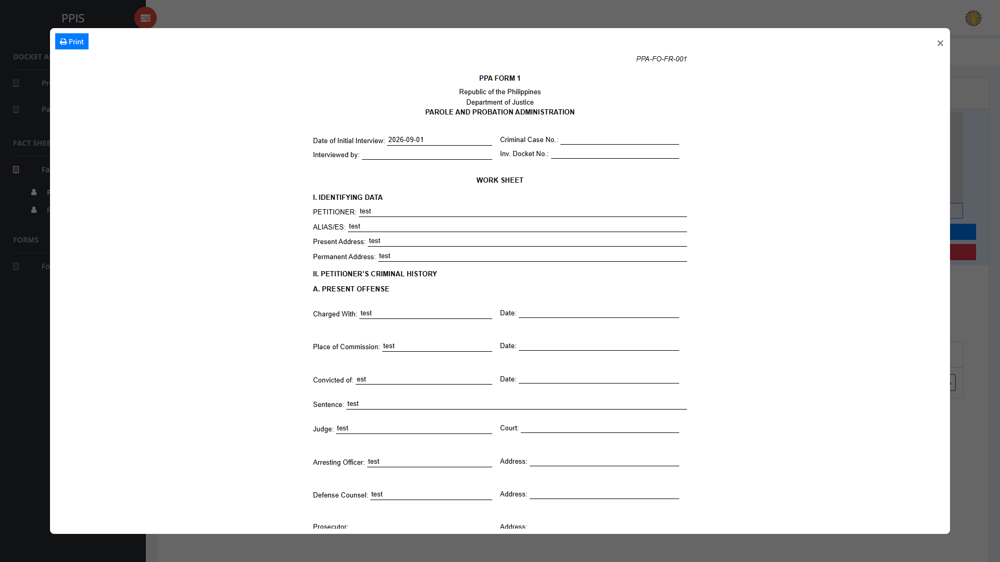 PPIS
Print
×
DOCKET A
Pr
Pa
FACT SHEE
Fa
FORMS
Fo
PPA-FO-FR-001
PPA FORM 1
Republic of the Philippines
Department of Justice
PAROLE AND PROBATION ADMINISTRATION
Date of Initial Interview: 2026-09-01 Criminal Case No.:
Interviewed by: Inv. Docket No.:
WORK SHEET
I. IDENTIFYING DATA
PETITIONER: test
ALIAS/ES: test
Present Address: test
Permanent Address: test
II. PETITIONER’S CRIMINAL HISTORY
A. PRESENT OFFENSE
Charged With: test Date:
Place of Commission: test Date:
Convicted of: est Date:
Sentence: test
Judge: test Court:
Arresting Officer: test Address:
Defense Counsel: test Address:
Prosecutor: Address: